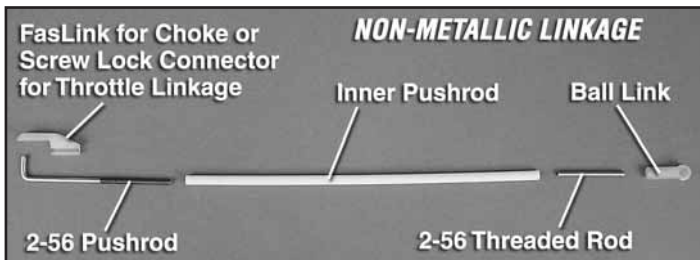 NON-METALLIC LINKAGE
FasLink for Choke or
Screw Lock Connector
for Throttle Linkage
Inner Pushrod
Ball Link
2-56 Pushrod
2-56 Threaded Rod